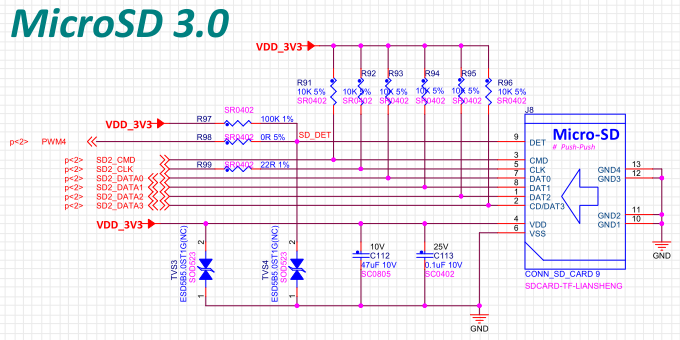 MicroSD 3.0
VDD_3V3
R91 R92 R93 R94 R95 R96
10K 5% 10K 5% 10K 5% 10K 5% 10K 5% 10K 5%
SR0402 SR0402 SR0402 SR0402 SR0402 SR0402
SR0402
VDD_3V3 R97 100K 1%
J8
p<2> PWM4 R98 SR0402 0R 5% SD_DET 9 DET Micro-SD
# Push-Push
p<2> SD2_CMD 3 CMD
p<2> SD2_CLK R99 SR0402 22R 1% 5 CLK GND4 13
p<2> SD2_DATA0 7 DAT0 GND3 12
p<2> SD2_DATA1 8 DAT1
p<2> SD2_DATA2 1 DAT2
p<2> SD2_DATA3 2 CD/DAT3
GND2 11
VDD_3V3 4 VDD GND1 10
6 VSS
TVS3
ESD5B5.0ST1G(NC)
SOD523
2
1
TVS4
ESD5B5.0ST1G(NC)
SOD523
2
1
10V
C112
47uF 10V
SC0805
25V
C113
0.1uF 10V
SC0402
GND
CONN_SD_CARD 9
SDCARD-TF-LIANSHENG
GND